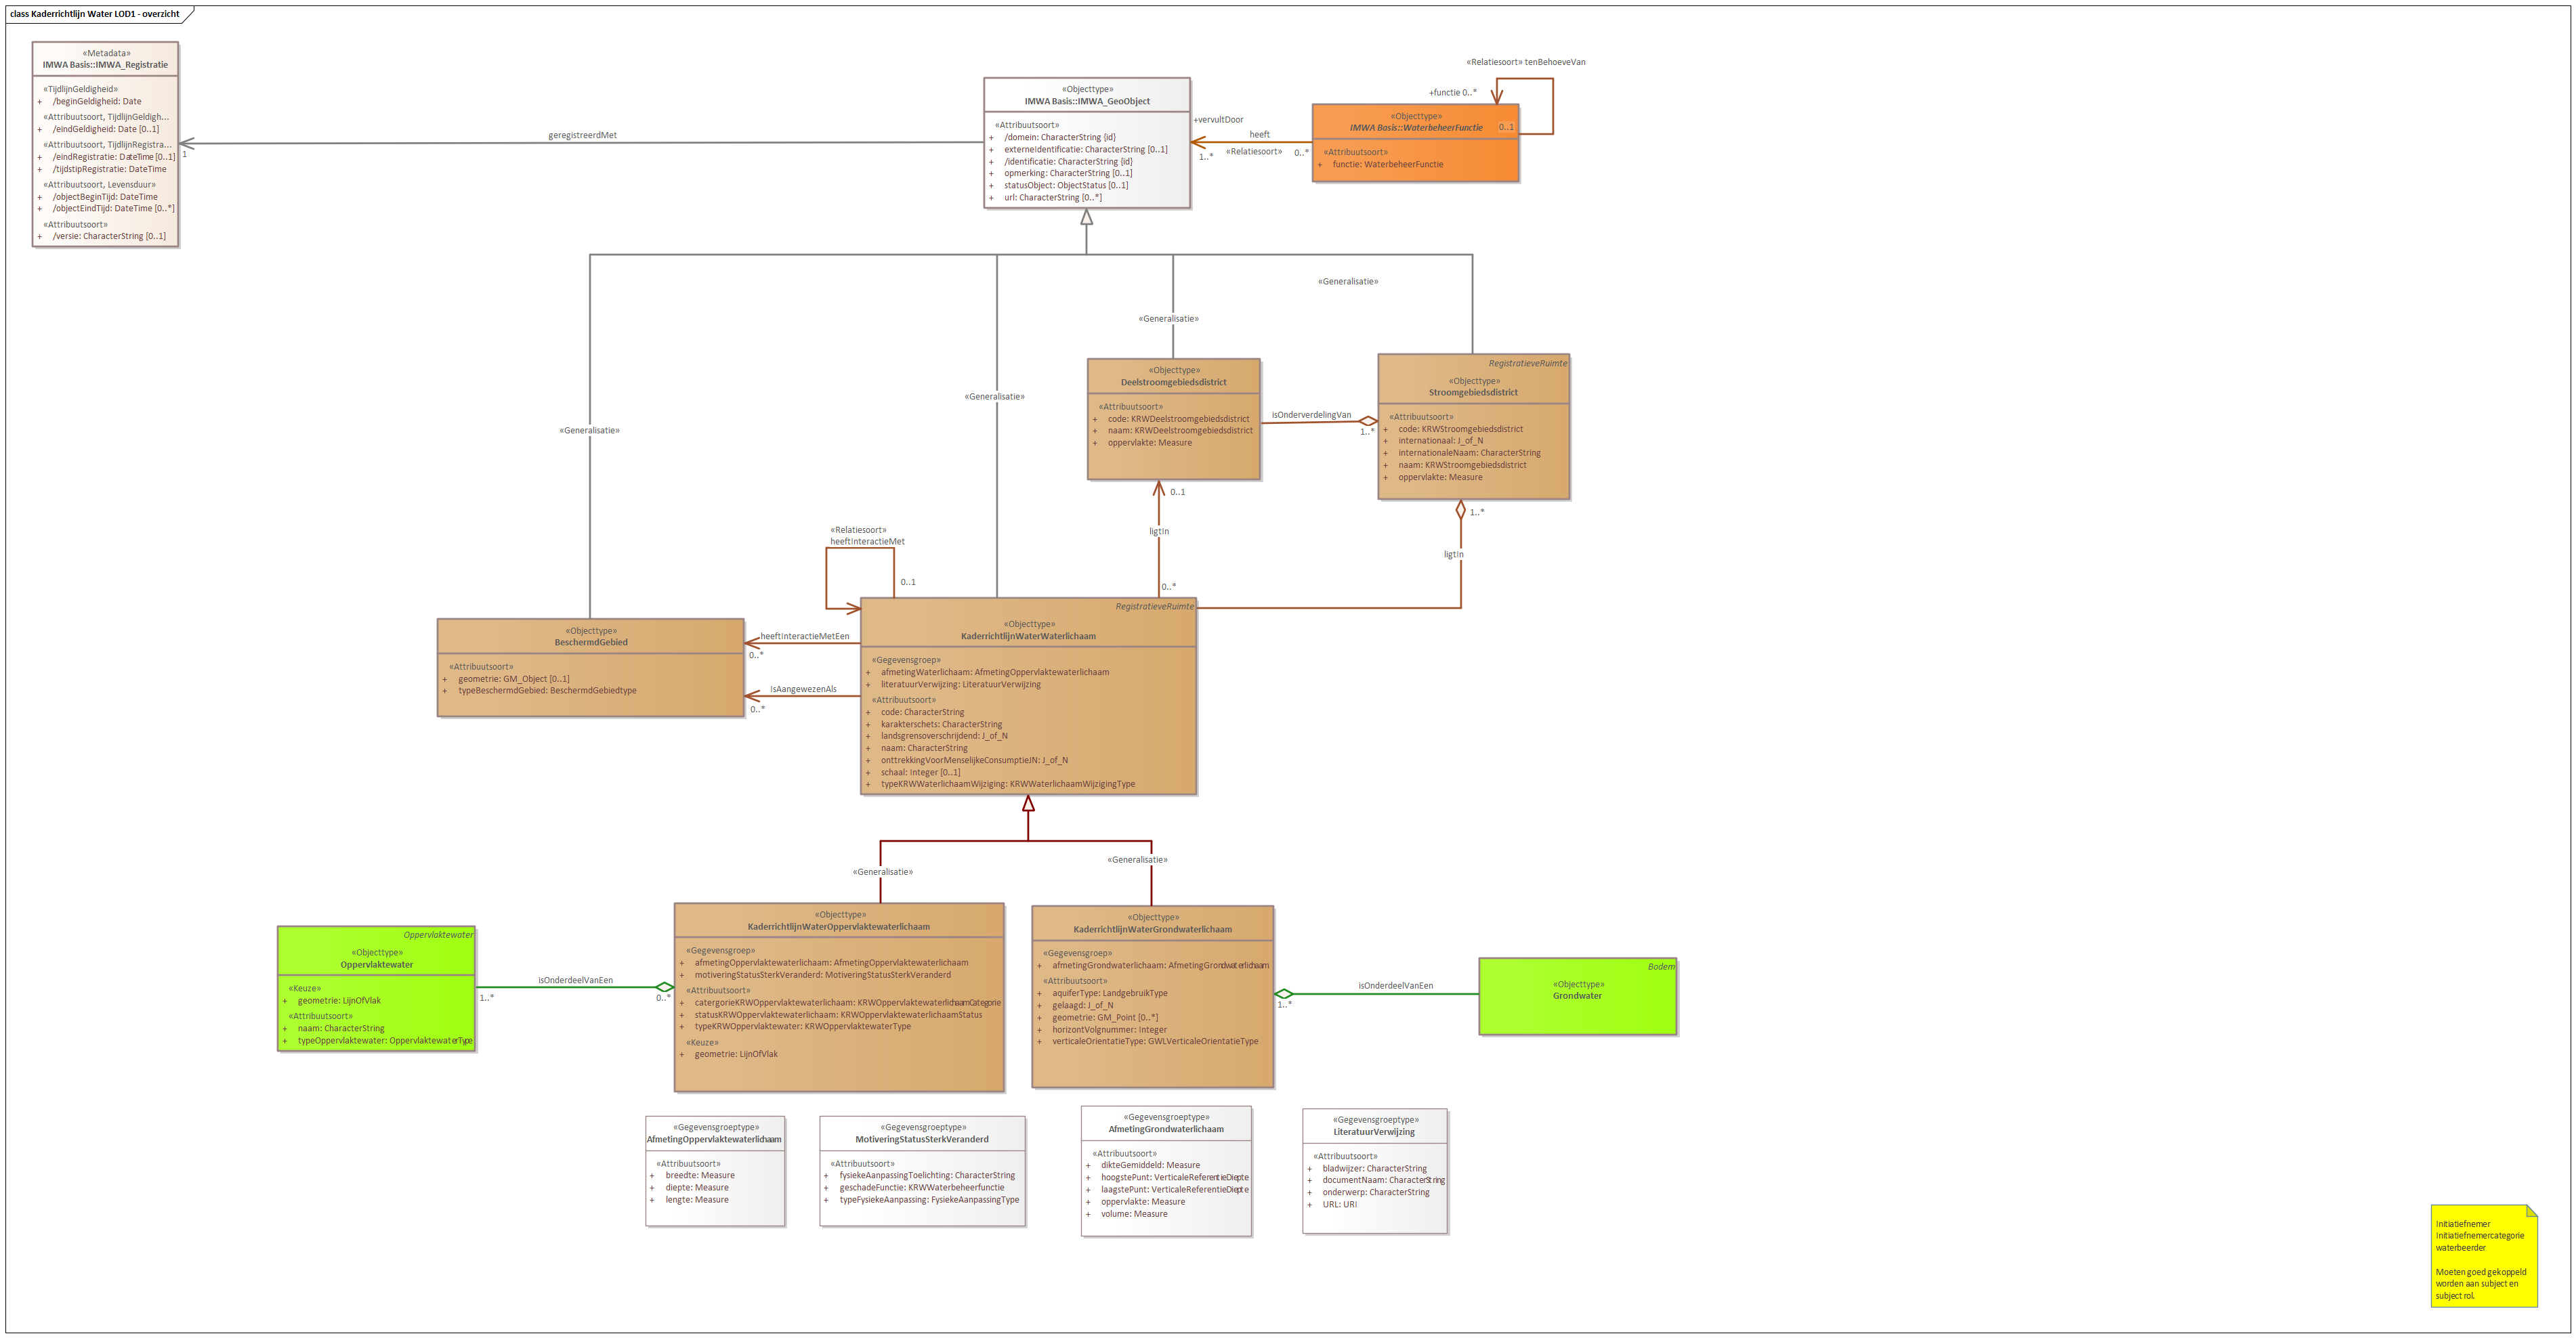 class Kaderrichtlijn Water LOD1 - overzicht
«Metadata»
IMWA Basis::IMWA_Registratie
«TijdlijnGeldigheid»
+ /beginGeldigheid: Date
«Attribuutsoort, TijdlijnGeldigh...
+ /eindGeldigheid: Date [0..1]
«Attribuutsoort, TijdlijnRegistra...
+ /eindRegistratie: DateTime [0..1]
+ /tijdstipRegistratie: DateTime
«Attribuutsoort, Levensduur»
+ /objectBeginTijd: DateTime
+ /objectEindTijd: DateTime [0..*]
«Attribuutsoort»
+ /versie: CharacterString [0..1]
1
geregistreerdMet
«Objecttype»
IMWA Basis::IMWA_GeoObject
«Attribuutsoort»
+ /domein: CharacterString {id}
+ externeIdentificatie: CharacterString [0..1]
+ /identificatie: CharacterString {id}
+ opmerking: CharacterString [0..1]
+ statusObject: ObjectStatus [0..1]
+ url: CharacterString [0..*]
+vervultDoor
heeft
1..*
«Relatiesoort»
0..*
«Relatiesoort» tenBehoeveVan
+functie 0..*
«Objecttype»
IMWA Basis::WaterbeheerFunctie
0..1
«Attribuutsoort»
+ functie: WaterbeheerFunctie
«Generalisatie»
«Generalisatie»
«Generalisatie»
«Generalisatie»
«Objecttype»
Deelstroomgebiedsdistrict
«Attribuutsoort»
+ code: KRWDeelstroomgebiedsdistrict
+ naam: KRWDeelstroomgebiedsdistrict
+ oppervlakte: Measure
isOnderverdelingVan
1..*
RegistratieveRuimte
«Objecttype»
Stroomgebiedsdistrict
«Attribuutsoort»
+ code: KRWStroomgebiedsdistrict
+ internationaal: J_of_N
+ internationaleNaam: CharacterString
+ naam: KRWStroomgebiedsdistrict
+ oppervlakte: Measure
0..1
ligtIn
0..*
1..*
ligtIn
«Relatiesoort»
heeftInteractieMet
0..1
«Objecttype»
BeschermdGebied
«Attribuutsoort»
+ geometrie: GM_Object [0..1]
+ typeBeschermdGebied: BeschermdGebiedtype
heeftInteractieMetEen
0..*
IsAangewezenAls
0..*
RegistratieveRuimte
«Objecttype»
KaderrichtlijnWaterWaterlichaam
«Gegevensgroep»
+ afmetingWaterlichaam: AfmetingOppervlaktewaterlichaam
+ literatuurVerwijzing: LiteratuurVerwijzing
«Attribuutsoort»
+ code: CharacterString
+ karakterschets: CharacterString
+ landsgrensoverschrijdend: J_of_N
+ naam: CharacterString
+ onttrekkingVoorMenselijkeConsumptieJN: J_of_N
+ schaal: Integer [0..1]
+ typeKRWWaterlichaamWijziging: KRWWaterlichaamWijzigingType
«Generalisatie»
«Generalisatie»
Oppervlaktewater
«Objecttype»
Oppervlaktewater
«Keuze»
+ geometrie: LijnOfVlak
«Attribuutsoort»
+ naam: CharacterString
+ typeOppervlaktewater: OppervlaktewaterType
isOnderdeelVanEen
1..*
0..*
«Objecttype»
KaderrichtlijnWaterOppervlaktewaterlichaam
«Gegevensgroep»
+ afmetingOppervlaktewaterlichaam: AfmetingOppervlaktewaterlichaam
+ motiveringStatusSterkVeranderd: MotiveringStatusSterkVeranderd
«Attribuutsoort»
+ catergorieKRWOppervlaktewaterlichaam: KRWOppervlaktewaterlichaamCategorie
+ statusKRWOppervlaktewaterlichaam: KRWOppervlaktewaterlichaamStatus
+ typeKRWOppervlaktewater: KRWOppervlaktewaterType
«Keuze»
+ geometrie: LijnOfVlak
«Objecttype»
KaderrichtlijnWaterGrondwaterlichaam
«Gegevensgroep»
+ afmetingGrondwaterlichaam: AfmetingGrondwaterlichaam
«Attribuutsoort»
+ aquiferType: LandgebruikType
+ gelaagd: J_of_N
+ geometrie: GM_Point [0..*]
+ horizontVolgnummer: Integer
+ verticaleOrientatieType: GWLVerticaleOrientatieType
isOnderdeelVanEen
1..*
Bodem
«Objecttype»
Grondwater
«Gegevensgroeptype»
AfmetingOppervlaktewaterlichaam
«Attribuutsoort»
+ breedte: Measure
+ diepte: Measure
+ lengte: Measure
«Gegevensgroeptype»
MotiveringStatusSterkVeranderd
«Attribuutsoort»
+ fysiekeAanpassingToelichting: CharacterString
+ geschadeFunctie: KRWWaterbeheerfunctie
+ typeFysiekeAanpassing: FysiekeAanpassingType
«Gegevensgroeptype»
AfmetingGrondwaterlichaam
«Attribuutsoort»
+ dikteGemiddeld: Measure
+ hoogstePunt: VerticaleReferentieDiepte
+ laagstePunt: VerticaleReferentieDiepte
+ oppervlakte: Measure
+ volume: Measure
«Gegevensgroeptype»
LiteratuurVerwijzing
«Attribuutsoort»
+ bladwijzer: CharacterString
+ documentNaam: CharacterString
+ onderwerp: CharacterString
+ URL: URI
Initiatiefnemer
Initiatiefnemercategorie
waterbeerder
Moeten goed gekoppeld
worden aan subject en
subject rol.